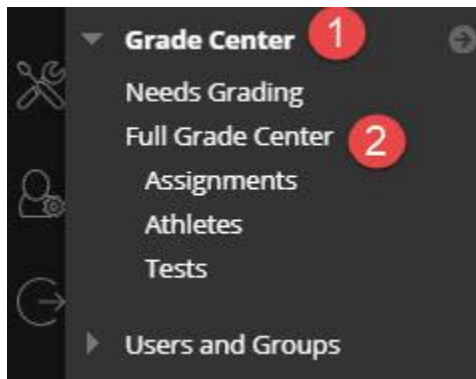 Grade Center 1
Needs Grading
Full Grade Center 2
Assignments
Athletes
Tests
Users and Groups